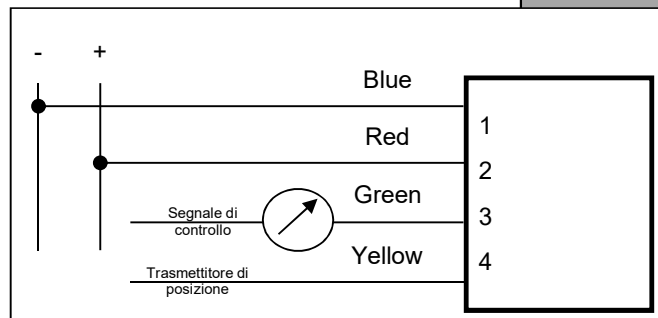 - +
Blue
1
Red
2
Green
Segnale di
controllo
3
Yellow
4
Trasmettitore di
posizione